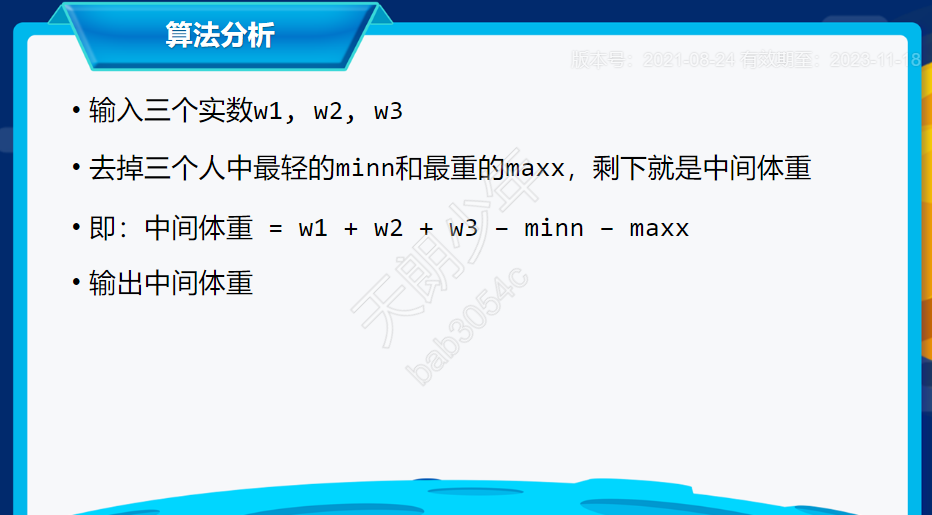 算法分析
版本号：2021-08-24 有效期至：2023-11-18
• 输入三个实数w1, w2, w3
• 去掉三个人中最轻的minn和最重的maxx，剩下就是中间体重
• 即：中间体重 = w1 + w2 + w3 – minn – maxx
• 输出中间体重
天朗少年
bab3054c